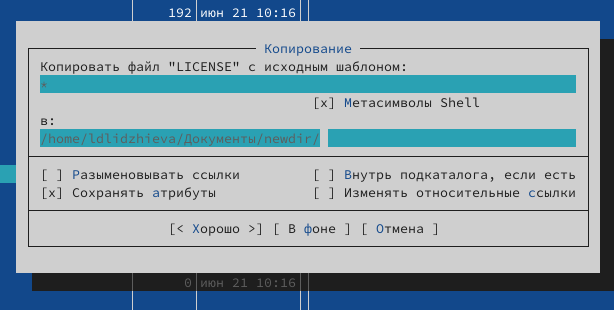 192 июн 21 10:16
Копирование
Копировать файл "LICENSE" с исходным шаблоном:
*
[x] Метасимволы Shell
в:
/home/ldlidzhieva/Документы/newdir/
[ ] Разыменовывать ссылки [ ] Внутрь подкаталога, если есть
[x] Сохранять атрибуты [ ] Изменять относительные ссылки
[< Хорошо >] [ В фоне ] [ Отмена ]
0 июн 21 10:16